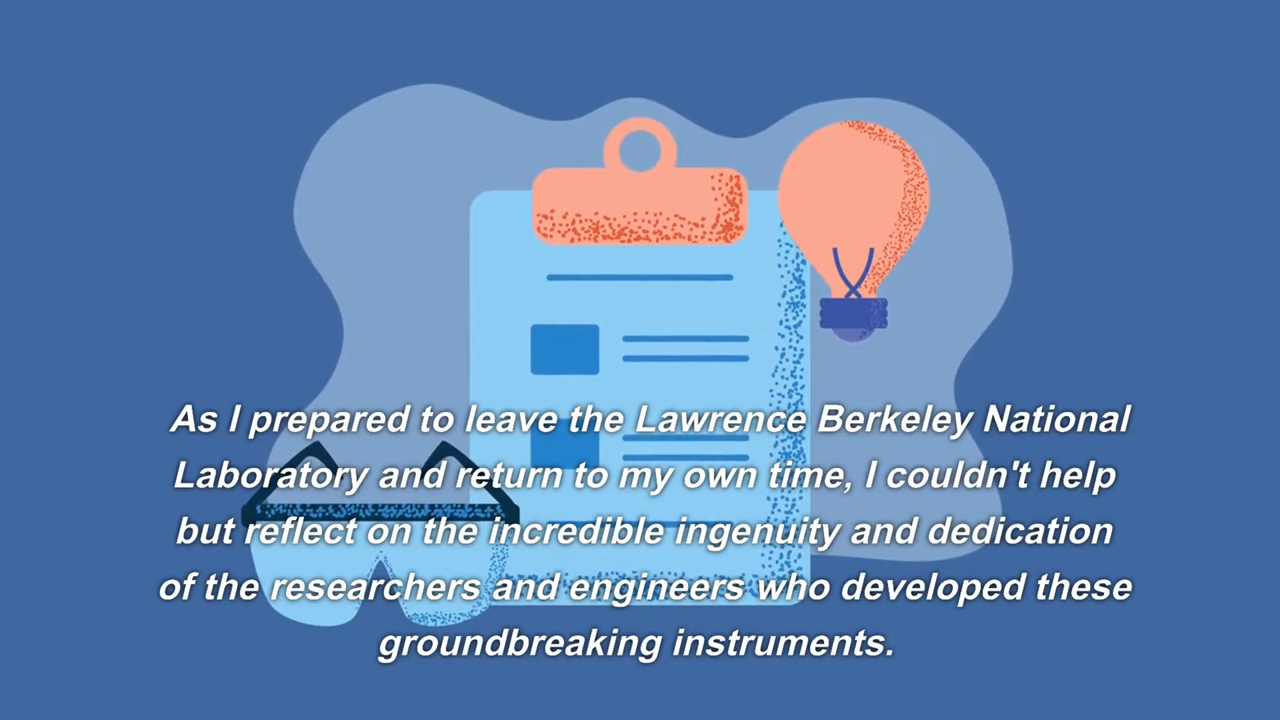 As I prepared to leave the Lawrence Berkeley National
Laboratory and return to my own time, I couldn't help
but reflect on the incredible ingenuity and dedication
of the researchers and engineers who developed these
groundbreaking instruments.